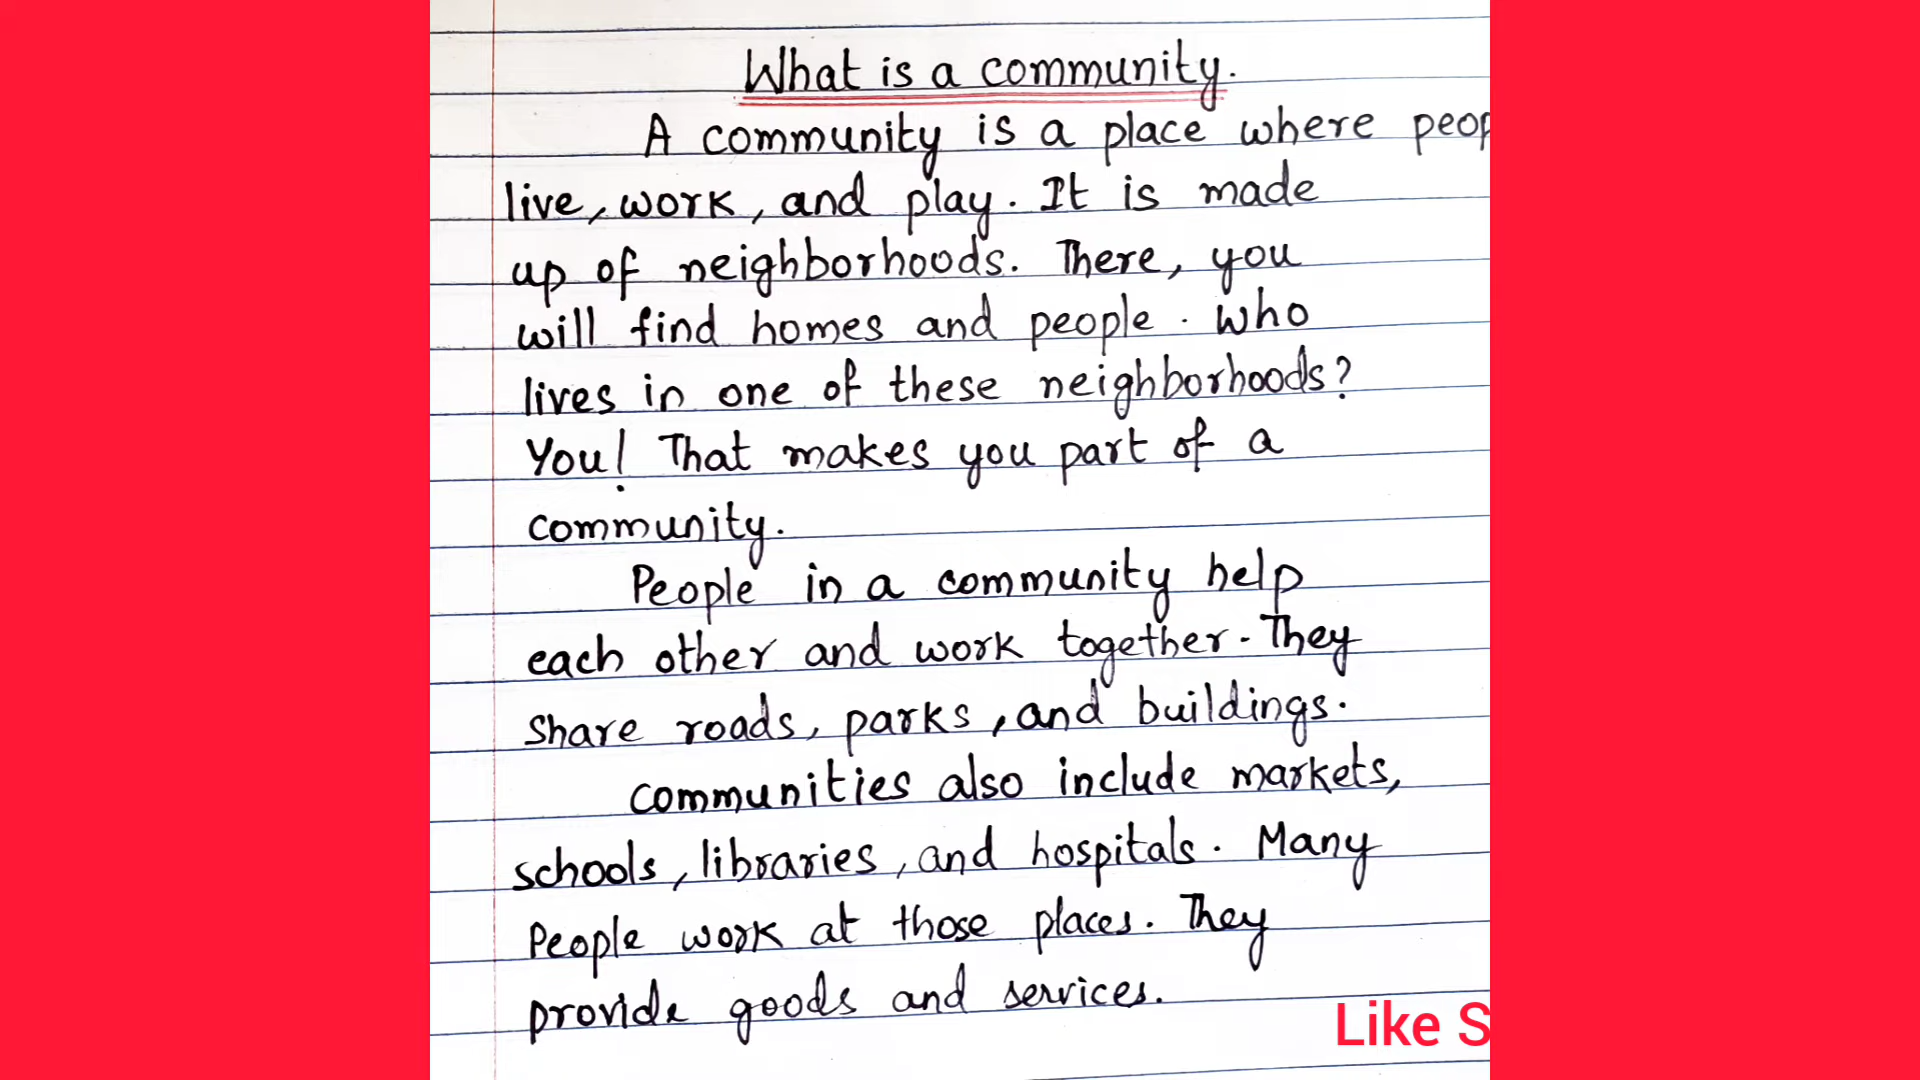 What is a community.
A community is a place where peop
live, work, and play. It is made
up of neighborhoods. There, you
will find homes and people. Who
lives in one of these neighborhoods?
You! That makes you part of a
community.
People in a community help
each other and work together. They
share roads, parks, and buildings.
communities also include markets,
schools, libraries, and hospitals. Many
People work at those places. They
provide goods and services.
Like S